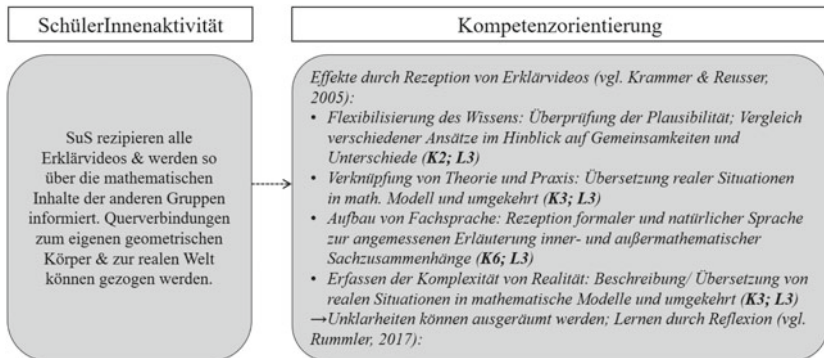 SchülerInnenaktivität
Kompetenzorientierung
SuS rezipieren alle
Erklärvideos & werden so
über die mathematischen
Inhalte der anderen Gruppen
informiert. Querverbindungen
zum eigenen geometrischen
Körper & zur realen Welt
können gezogen werden.
Effekte durch Rezeption von Erklärvideos (vgl. Krammer & Reusser,
2005):
• Flexibilisierung des Wissens: Überprüfung der Plausibilität; Vergleich
verschiedener Ansätze im Hinblick auf Gemeinsamkeiten und
Unterschiede (K2; L3)
• Verknüpfung von Theorie und Praxis: Übersetzung realer Situationen
in math. Modell und umgekehrt (K3; L3)
• Aufbau von Fachsprache: Rezeption formaler und natürlicher Sprache
zur angemessenen Erläuterung inner- und außermathematischer
Sachzusammenhänge (K6; L3)
• Erfassen der Komplexität von Realität: Beschreibung/ Übersetzung von
realen Situationen in mathematische Modelle und umgekehrt (K3; L3)
→Unklarheiten können ausgeräumt werden; Lernen durch Reflexion (vgl.
Rummler, 2017):